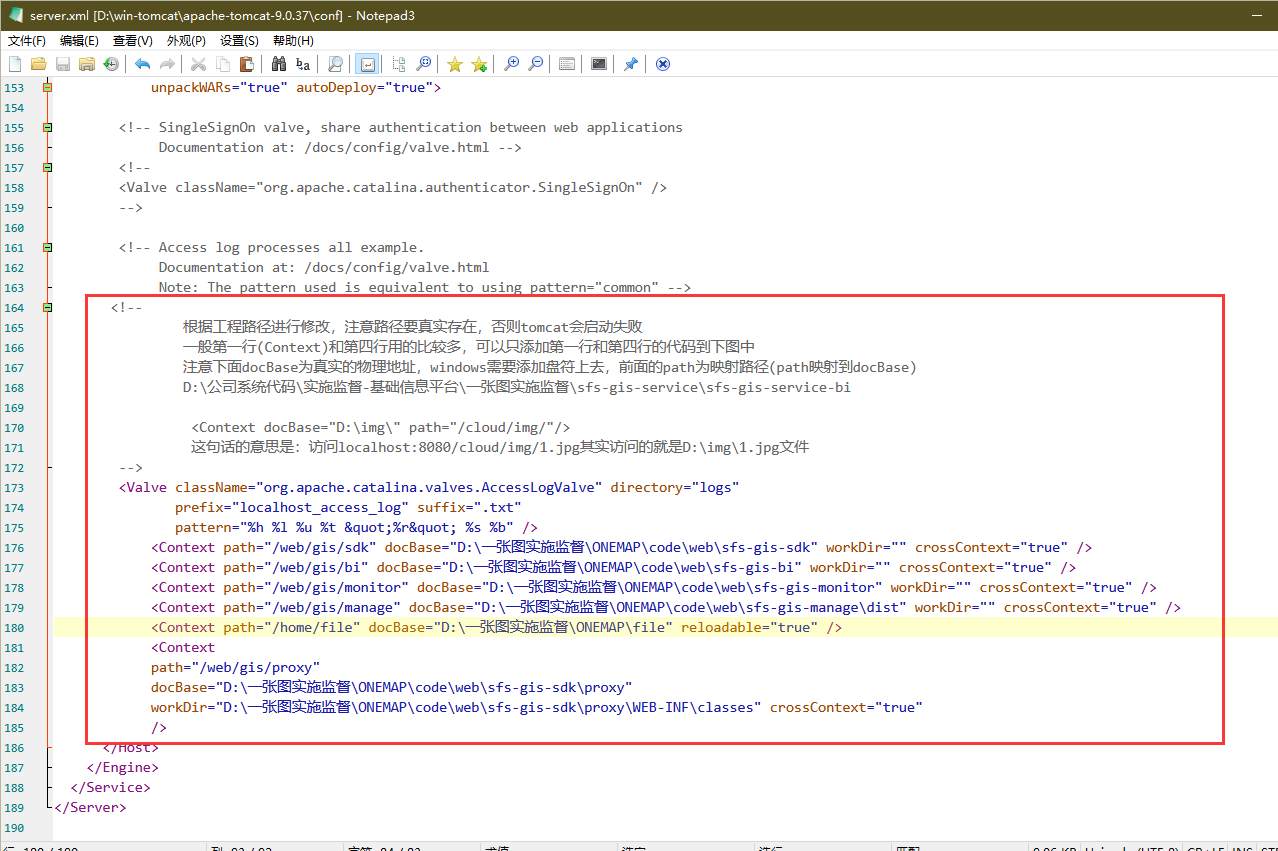 server.xml [D:\win-tomcat\apache-tomcat-9.0.37\conf] - Notepad3
文件(F) 编辑(E) 查看(V) 外观(P) 设置(S) 帮助(H)
153 unpackWARs="true" autoDeploy="true">
154
155 <!-- SingleSignOn valve, share authentication between web applications
156 Documentation at: /docs/config/valve.html -->
157 <!--
158 <Valve className="org.apache.catalina.authenticator.SingleSignOn" />
159 -->
160
161 <!-- Access log processes all example.
162 Documentation at: /docs/config/valve.html
163 Note: The pattern used is equivalent to using pattern="common" -->
164 <!--
165 根据工程路径进行修改，注意路径要真实存在，否则tomcat会启动失败
166 一般第一行(Context)和第四行用的比较多，可以只添加第一行和第四行的代码到下图中
167 注意下面docBase为真实的物理地址，windows需要添加盘符上去，前面的path为映射路径(path映射到docBase)
168 D:\公司系统代码\实施监督-基础信息平台\一张图实施监督\sfs-gis-service\sfs-gis-service-bi
169
170 <Context docBase="D:\img\" path="/cloud/img/"/>
171 这句话的意思是：访问localhost:8080/cloud/img/1.jpg其实访问的就是D:\img\1.jpg文件
172 -->
173 <Valve className="org.apache.catalina.valves.AccessLogValve" directory="logs"
174 prefix="localhost_access_log" suffix=".txt"
175 pattern="%h %l %u %t &quot;%r&quot; %s %b" />
176 <Context path="/web/gis/sdk" docBase="D:\一张图实施监督\ONEMAP\code\web\sfs-gis-sdk" workDir="" crossContext="true" />
177 <Context path="/web/gis/bi" docBase="D:\一张图实施监督\ONEMAP\code\web\sfs-gis-bi" workDir="" crossContext="true" />
178 <Context path="/web/gis/monitor" docBase="D:\一张图实施监督\ONEMAP\code\web\sfs-gis-monitor" workDir="" crossContext="true" />
179 <Context path="/web/gis/manage" docBase="D:\一张图实施监督\ONEMAP\code\web\sfs-gis-manage\dist" workDir="" crossContext="true" />
180 <Context path="/home/file" docBase="D:\一张图实施监督\ONEMAP\file" reloadable="true" />
181 <Context
182 path="/web/gis/proxy"
183 docBase="D:\一张图实施监督\ONEMAP\code\web\sfs-gis-sdk\proxy"
184 workDir="D:\一张图实施监督\ONEMAP\code\web\sfs-gis-sdk\proxy\WEB-INF\classes" crossContext="true"
185 />
186 </Host>
187 </Engine>
188 </Service>
189 </Server>
190